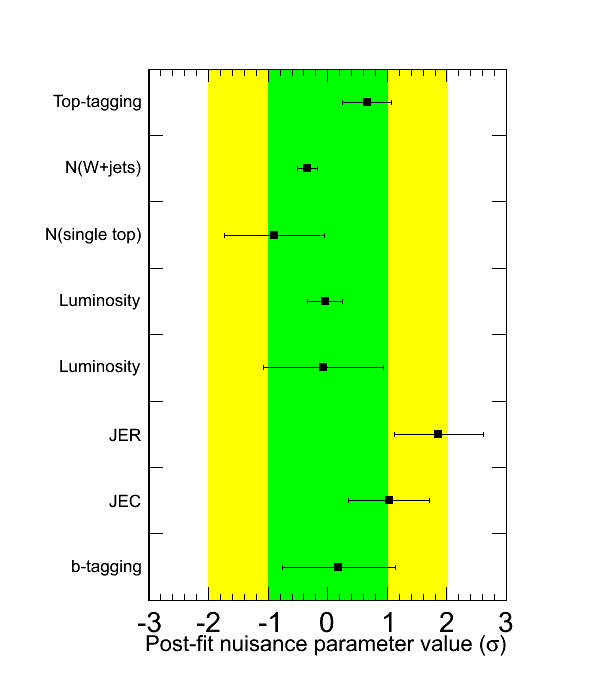 Top-tagging
N(W+jets)
N(single top)
Luminosity
Luminosity
JER
JEC
b-tagging
-3 -2 -1 0 1 2 3
Post-fit nuisance parameter value (σ)